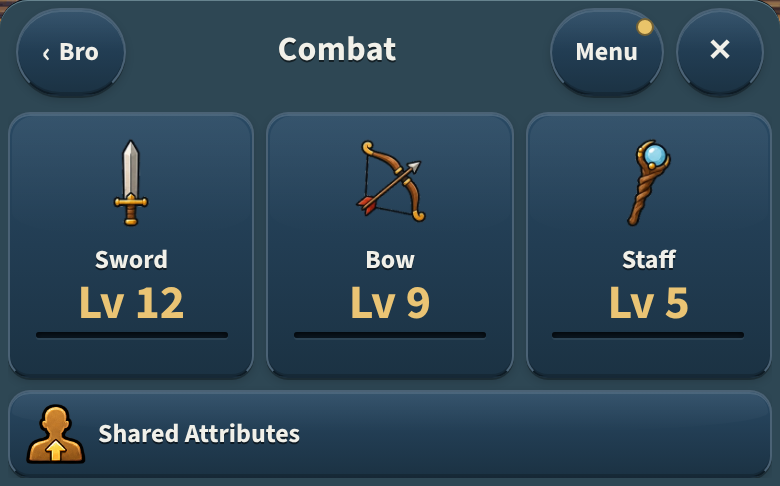 ‹ Bro
Combat
Menu
✕
Sword
Lv 12
Bow
Lv 9
Staff
Lv 5
Shared Attributes